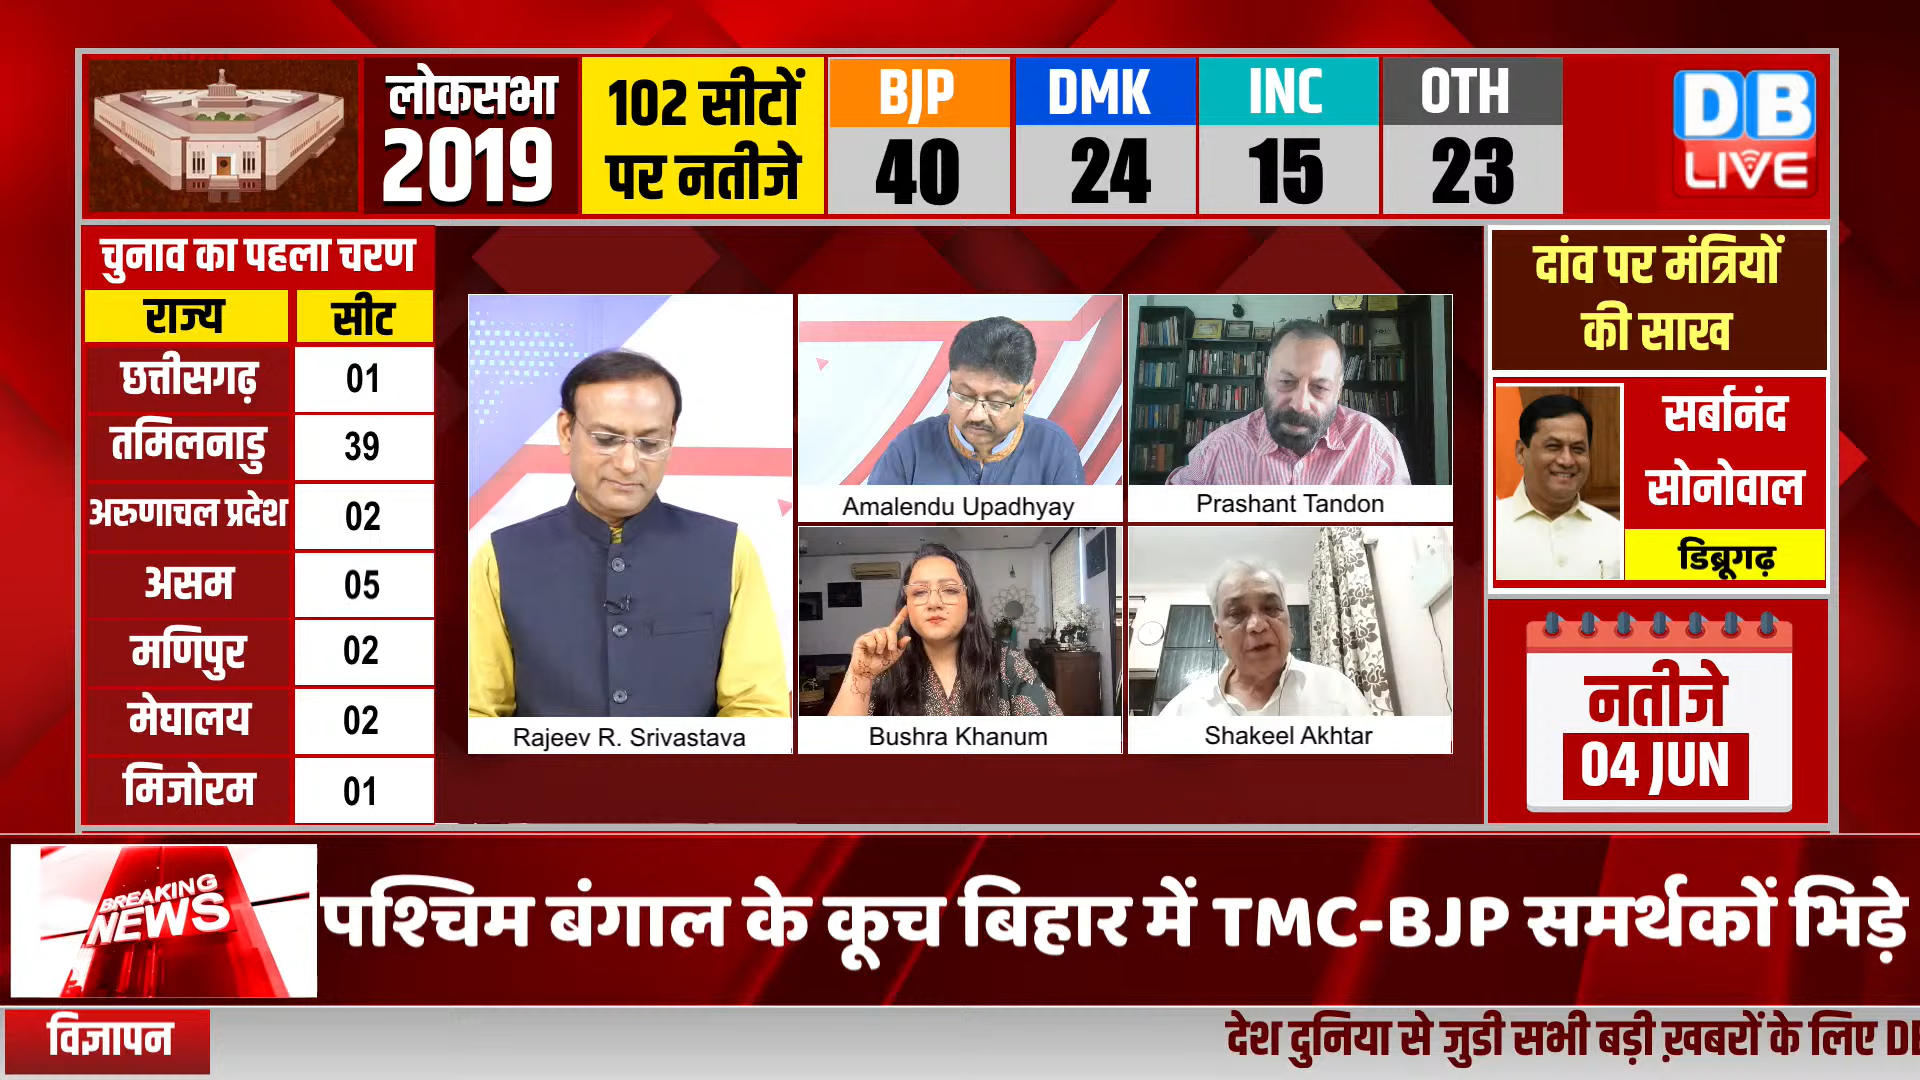 लोकसभा
2019
102 सीटों
पर नतीजे
BJP
40
DMK
24
INC
15
OTH
23
DB
LIVE
चुनाव का पहला चरण
राज्य सीट
छत्तीसगढ़ 01
तमिलनाडु 39
अरुणाचल प्रदेश 02
असम 05
मणिपुर 02
मेघालय 02
मिजोरम 01
Rajeev R. Srivastava
Amalendu Upadhyay
Prashant Tandon
Bushra Khanum
Shakeel Akhtar
दांव पर मंत्रियों
की साख
सर्बानंद
सोनोवाल
डिब्रूगढ़
नतीजे
04 JUN
BREAKING
NEWS
पश्चिम बंगाल के कूच बिहार में TMC-BJP समर्थकों भिड़े
विज्ञापन
देश दुनिया से जुडी सभी बड़ी ख़बरों के लिए DB